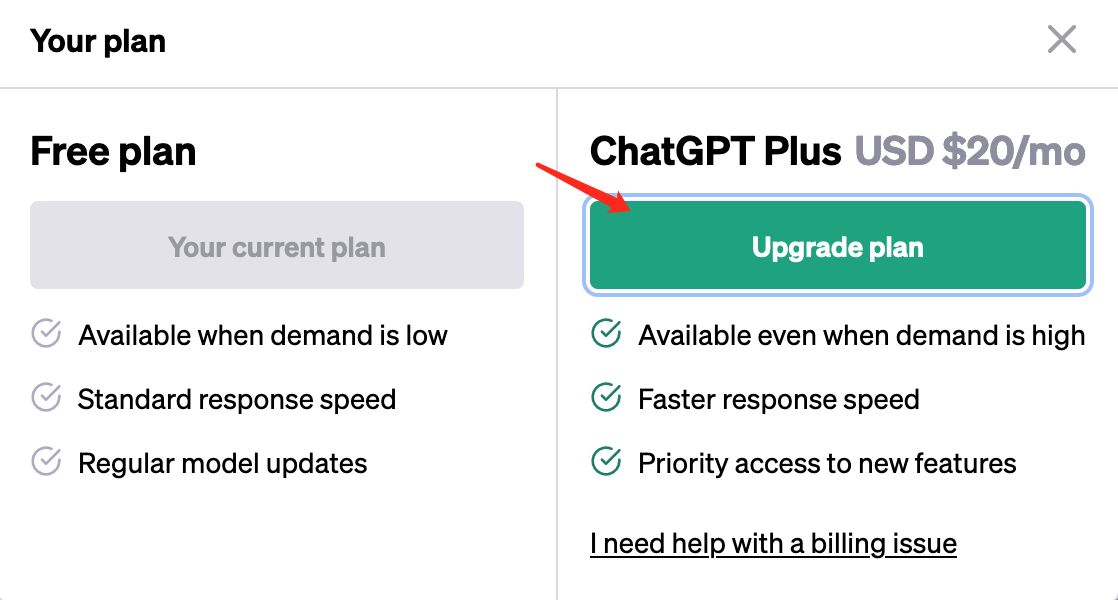 Your plan
Free plan
Your current plan
Available when demand is low
Standard response speed
Regular model updates
ChatGPT Plus USD $20/mo
Upgrade plan
Available even when demand is high
Faster response speed
Priority access to new features
I need help with a billing issue